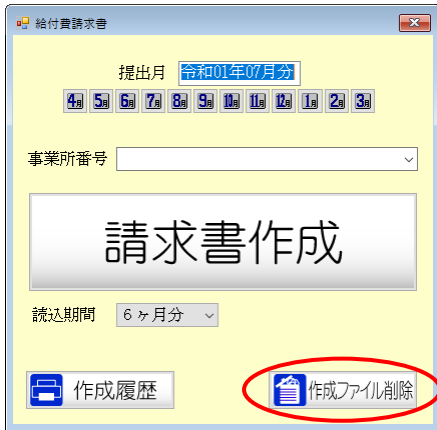 給付費請求書
提出月 令和01年07月分
4月 5月 6月 7月 8月 9月 10月 11月 12月 1月 2月 3月
事業所番号
請求書作成
読込期間 6ヶ月分
作成履歴 作成ファイル削除